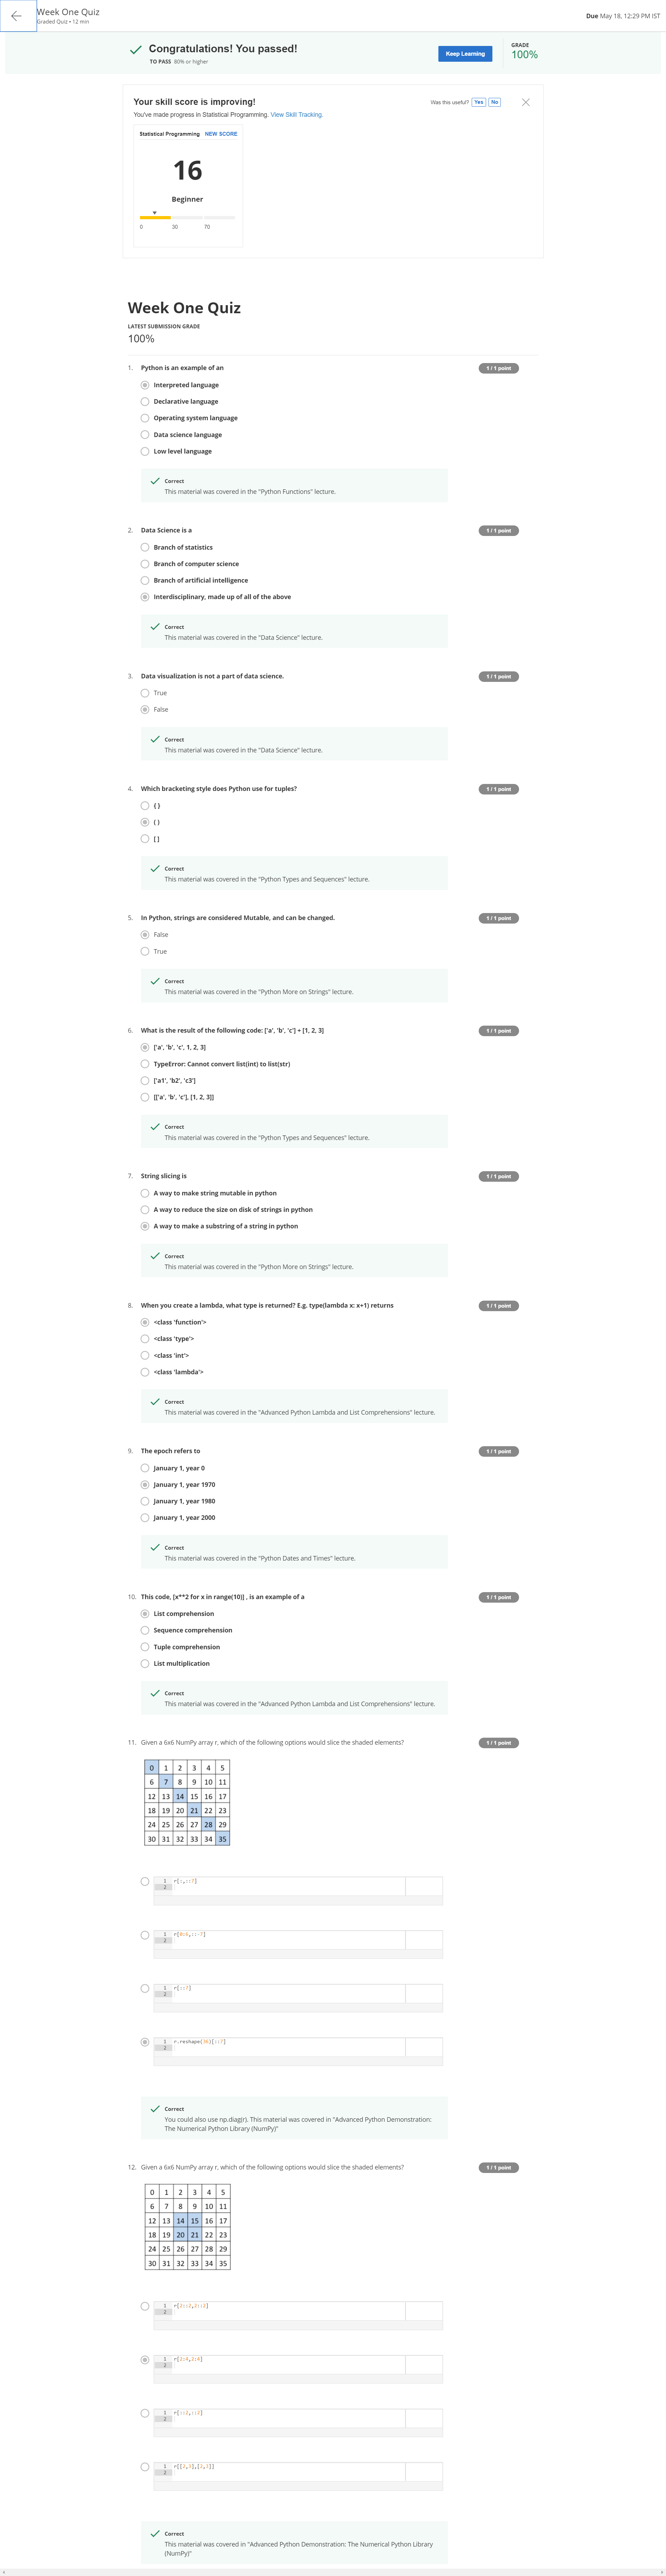 Week One Quiz
Graded Quiz • 12 min
Due May 18, 12:29 PM IST
Congratulations! You passed!
TO PASS 80% or higher
Keep Learning
GRADE
100%
Your skill score is improving!
Was this useful? Yes No
You've made progress in Statistical Programming. View Skill Tracking.
Statistical Programming NEW SCORE
16
Beginner
0 30 70
Week One Quiz
LATEST SUBMISSION GRADE
100%
1. Python is an example of an 1 / 1 point
Interpreted language
Declarative language
Operating system language
Data science language
Low level language
Correct
This material was covered in the "Python Functions" lecture.
2. Data Science is a 1 / 1 point
Branch of statistics
Branch of computer science
Branch of artificial intelligence
Interdisciplinary, made up of all of the above
Correct
This material was covered in the "Data Science" lecture.
3. Data visualization is not a part of data science. 1 / 1 point
True
False
Correct
This material was covered in the "Data Science" lecture.
4. Which bracketing style does Python use for tuples? 1 / 1 point
{ }
( )
[ ]
Correct
This material was covered in the "Python Types and Sequences" lecture.
5. In Python, strings are considered Mutable, and can be changed. 1 / 1 point
False
True
Correct
This material was covered in the "Python More on Strings" lecture.
6. What is the result of the following code: ['a', 'b', 'c'] + [1, 2, 3] 1 / 1 point
['a', 'b', 'c', 1, 2, 3]
TypeError: Cannot convert list(int) to list(str)
['a1', 'b2', 'c3']
[['a', 'b', 'c'], [1, 2, 3]]
Correct
This material was covered in the "Python Types and Sequences" lecture.
7. String slicing is 1 / 1 point
A way to make string mutable in python
A way to reduce the size on disk of strings in python
A way to make a substring of a string in python
Correct
This material was covered in the "Python More on Strings" lecture.
8. When you create a lambda, what type is returned? E.g. type(lambda x: x+1) returns 1 / 1 point
<class 'function'>
<class 'type'>
<class 'int'>
<class 'lambda'>
Correct
This material was covered in the "Advanced Python Lambda and List Comprehensions" lecture.
9. The epoch refers to 1 / 1 point
January 1, year 0
January 1, year 1970
January 1, year 1980
January 1, year 2000
Correct
This material was covered in the "Python Dates and Times" lecture.
10. This code, [x**2 for x in range(10)] , is an example of a 1 / 1 point
List comprehension
Sequence comprehension
Tuple comprehension
List multiplication
Correct
This material was covered in the "Advanced Python Lambda and List Comprehensions" lecture.
11. Given a 6x6 NumPy array r, which of the following options would slice the shaded elements? 1 / 1 point
0 1 2 3 4 5
6 7 8 9 10 11
12 13 14 15 16 17
18 19 20 21 22 23
24 25 26 27 28 29
30 31 32 33 34 35
1 r[:,::7]
2
1 r[0:6,::-7]
2
1 r[::7]
2
1 r.reshape(36)[::7]
2
Correct
You could also use np.diag(r). This material was covered in "Advanced Python Demonstration:
The Numerical Python Library (NumPy)"
12. Given a 6x6 NumPy array r, which of the following options would slice the shaded elements? 1 / 1 point
0 1 2 3 4 5
6 7 8 9 10 11
12 13 14 15 16 17
18 19 20 21 22 23
24 25 26 27 28 29
30 31 32 33 34 35
1 r[2::2,2::2]
2
1 r[2:4,2:4]
2
1 r[::2,::2]
2
1 r[[2,3],[2,3]]
2
Correct
This material was covered in "Advanced Python Demonstration: The Numerical Python Library
(NumPy)"